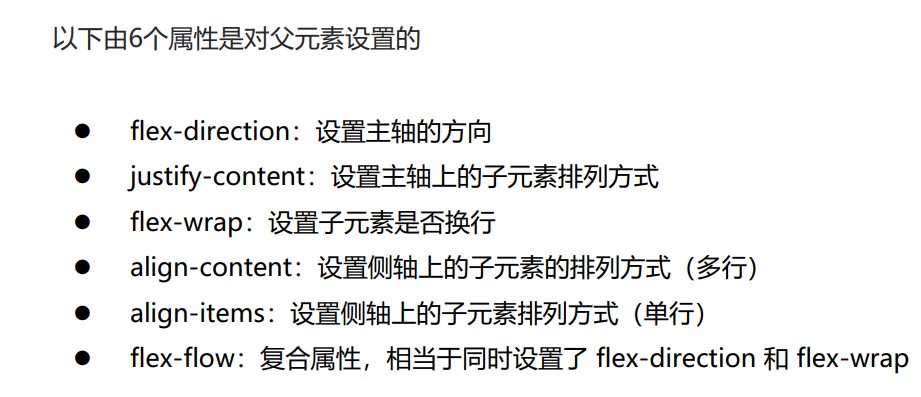 以下由6个属性是对父元素设置的
● flex-direction：设置主轴的方向
● justify-content：设置主轴上的子元素排列方式
● flex-wrap：设置子元素是否换行
● align-content：设置侧轴上的子元素的排列方式（多行）
● align-items：设置侧轴上的子元素排列方式（单行）
● flex-flow：复合属性，相当于同时设置了 flex-direction 和 flex-wrap